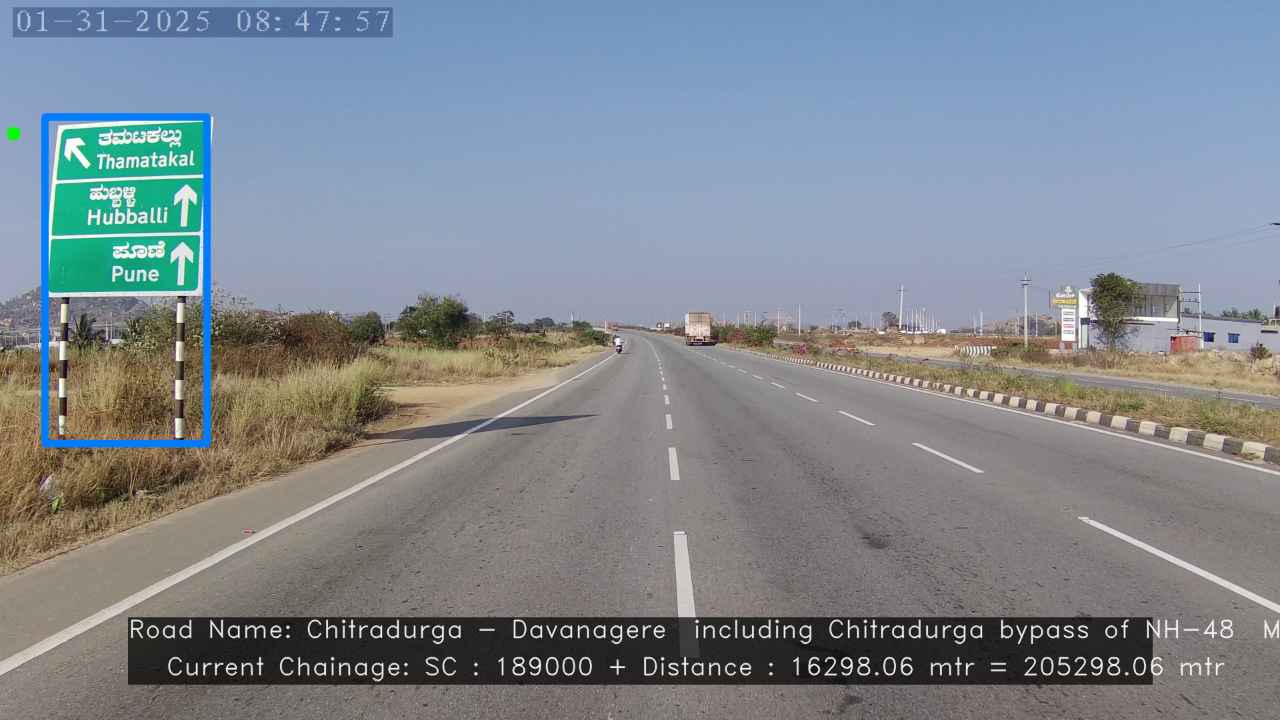 01-31-2025 08:47:57
ತಮಟಕಲ್ಲು
Thamatakal
ಹುಬ್ಬಳ್ಳಿ
Hubballi
ಪೂಣೆ
Pune
Road Name: Chitradurga - Davanagere including Chitradurga bypass of NH-48 M
Current Chainage: SC : 189000 + Distance : 16298.06 mtr = 205298.06 mtr